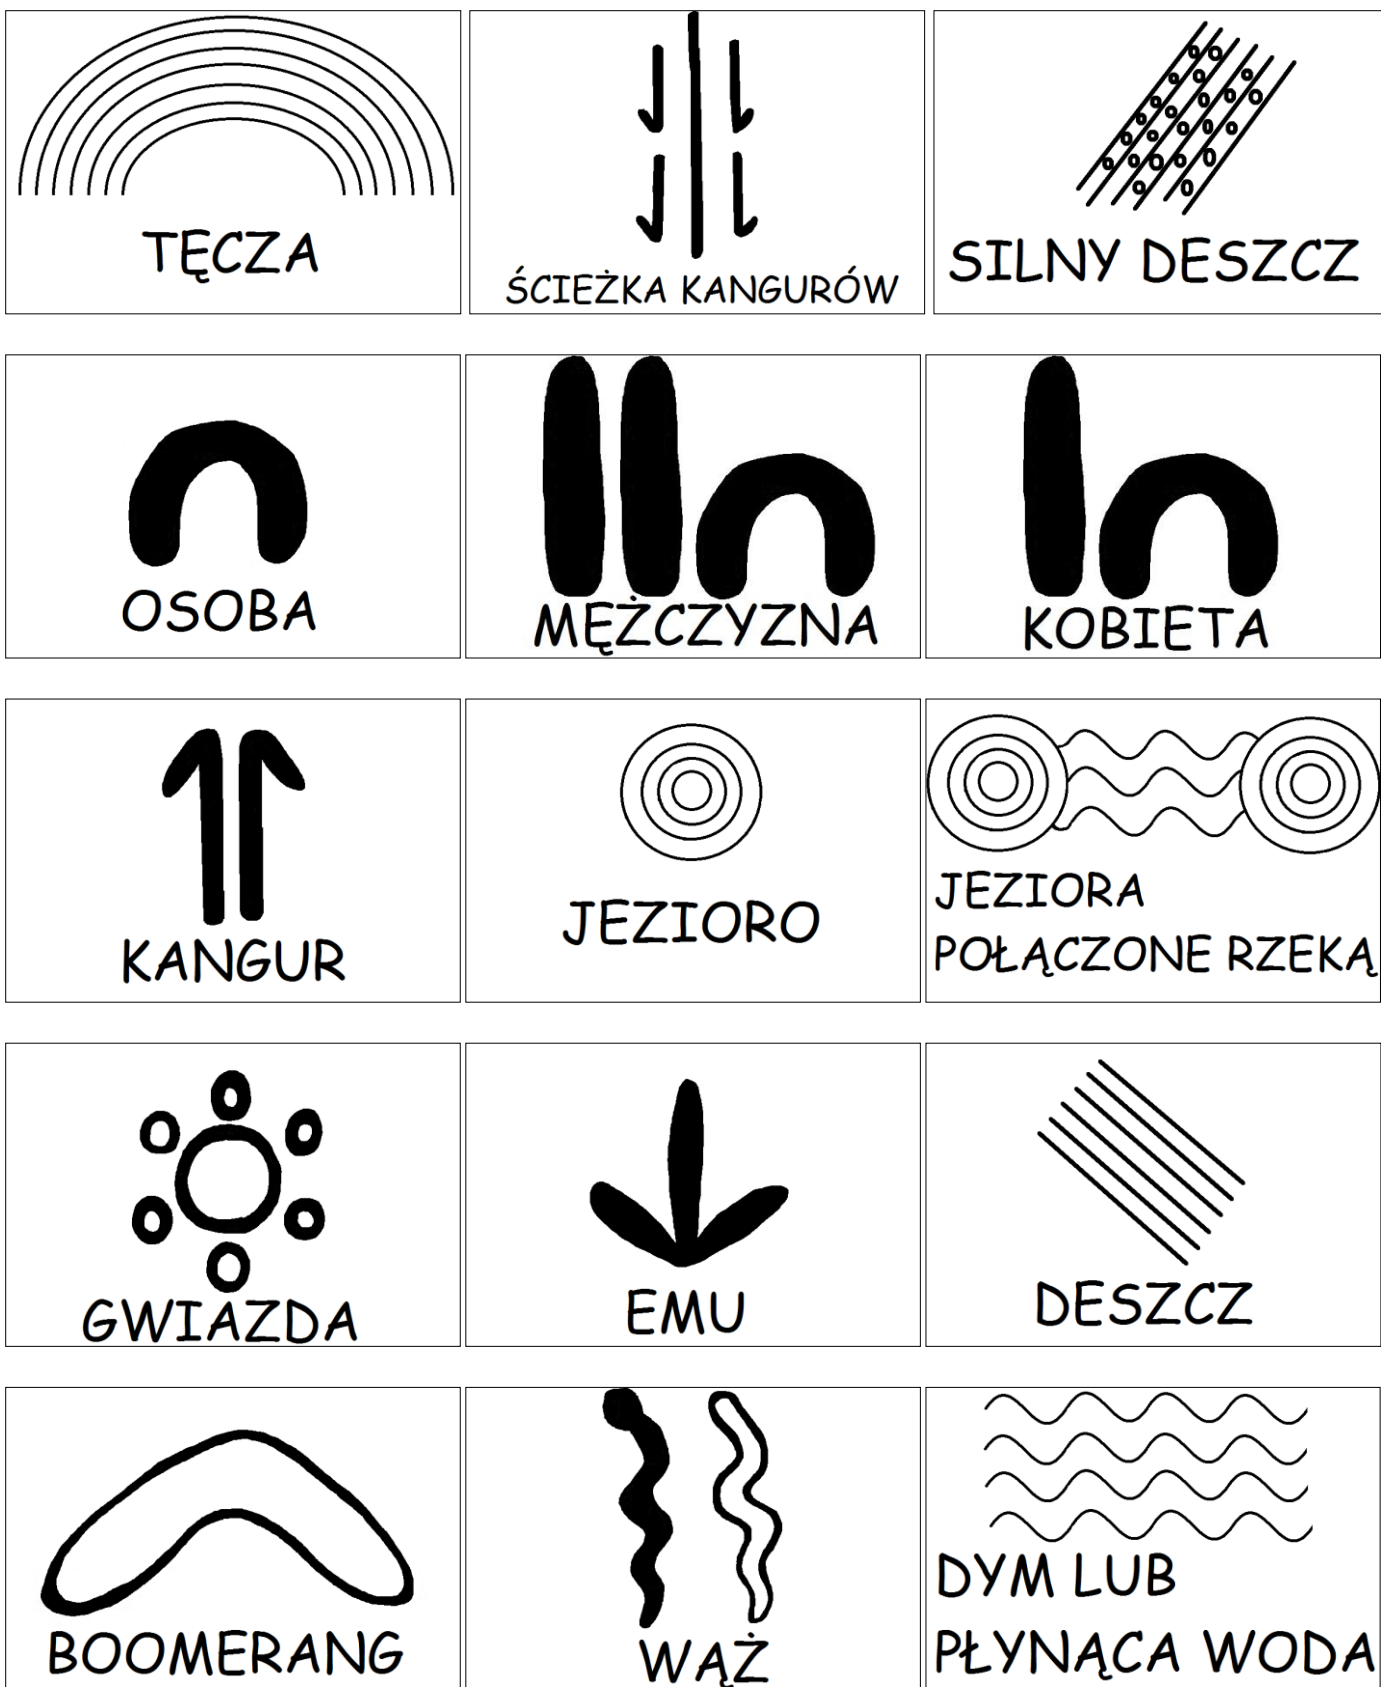 TĘCZA
ŚCIEŻKA KANGURÓW
SILNY DESZCZ
OSOBA
MĘŻCZYZNA
KOBIETA
KANGUR
JEZIORO
JEZIORA
POŁĄCZONE RZEKĄ
GWIAZDA
EMU
DESZCZ
BOOMERANG
WĄŻ
DYM LUB
PŁYNĄCA WODA